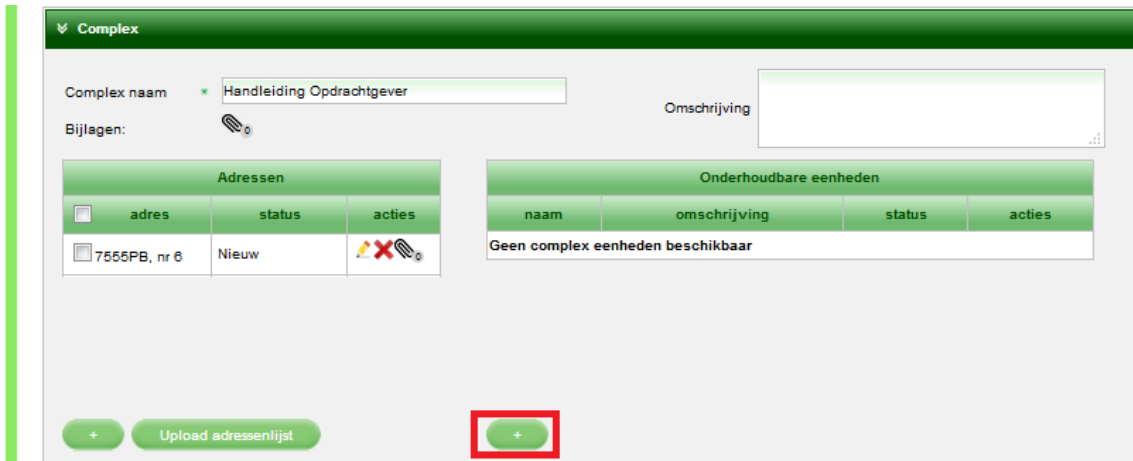 Complex
Complex naam * Handleiding Opdrachtgever
Omschrijving
Bijlagen: 0
Adressen
adres status acties
7555PB, nr 6 Nieuw 0
Onderhoudbare eenheden
naam omschrijving status acties
Geen complex eenheden beschikbaar
+ Upload adressenlijst +